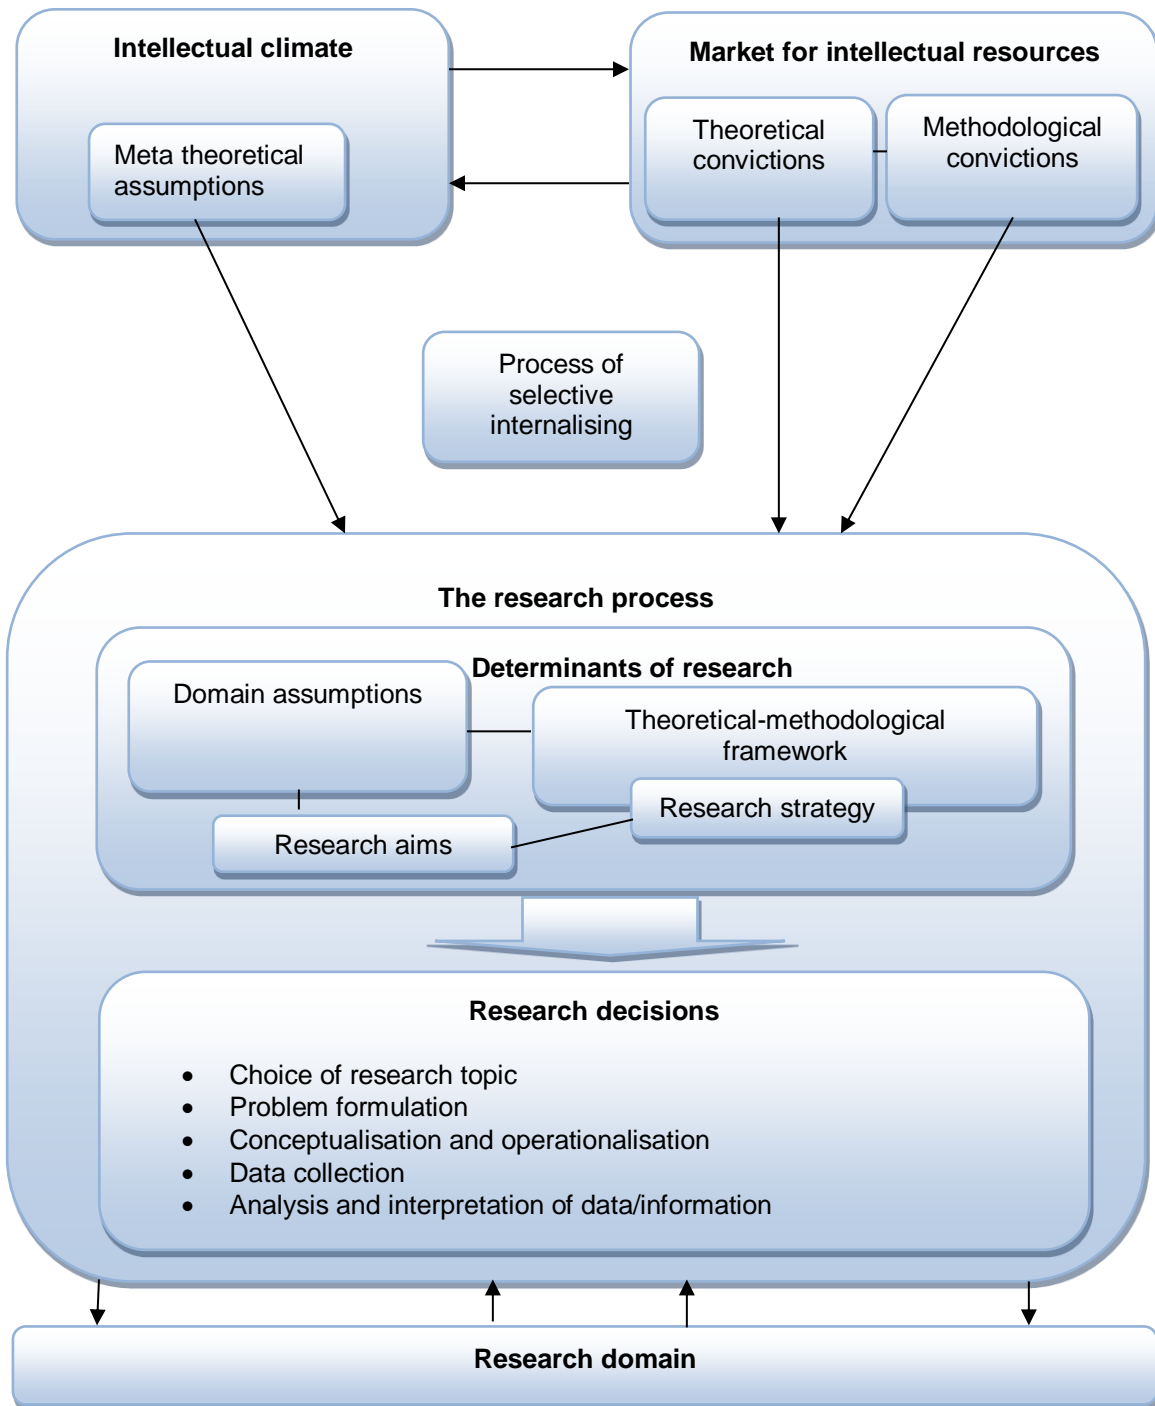 Intellectual climate
Meta theoretical
assumptions
Market for intellectual resources
Theoretical
convictions
Methodological
convictions
Process of
selective
internalising
The research process
Determinants of research
Domain assumptions
Theoretical-methodological
framework
Research strategy
Research aims
Research decisions
• Choice of research topic
• Problem formulation
• Conceptualisation and operationalisation
• Data collection
• Analysis and interpretation of data/information
Research domain